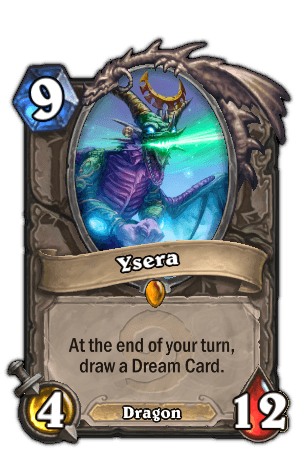 9
Ysera
At the end of your turn,
draw a Dream Card.
4
Dragon
12